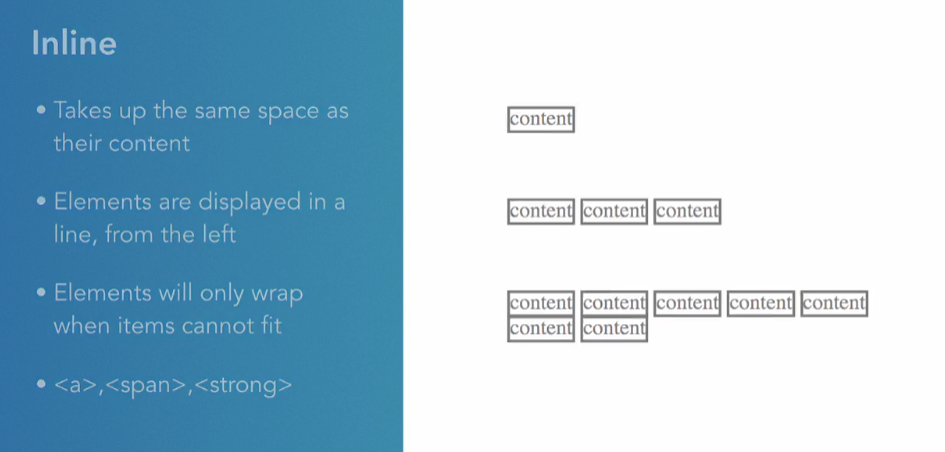 Inline
• Takes up the same space as
their content
• Elements are displayed in a
line, from the left
• Elements will only wrap
when items cannot fit
• <a>,<span>,<strong>
content
content content content
content content content content content
content content